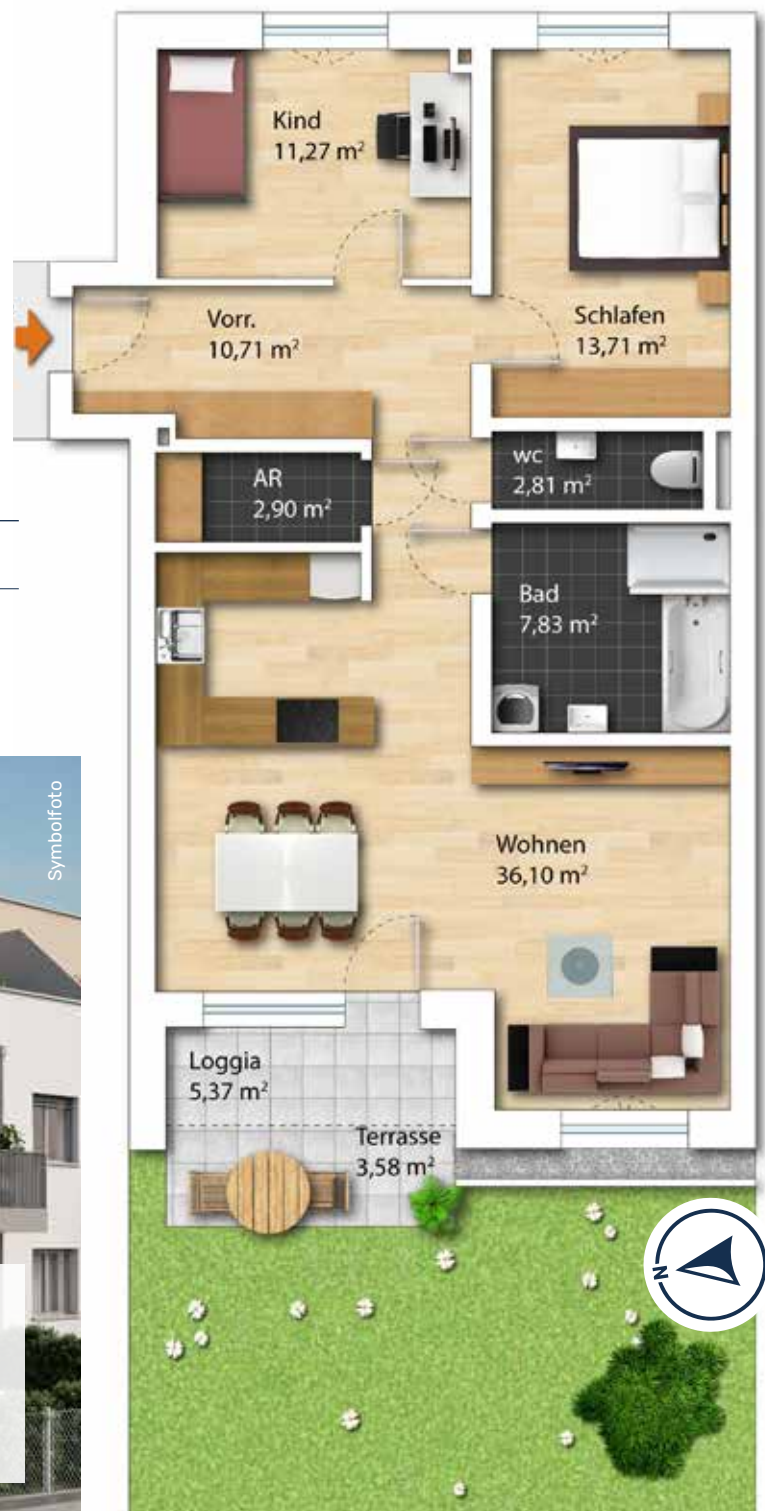 Kind
11,27 m²
Vorr.
10,71 m²
Schlafen
13,71 m²
AR
2,90 m²
wc
2,81 m²
Bad
7,83 m²
Symbolfoto
Wohnen
36,10 m²
Loggia
5,37 m²
Terrasse
3,58 m²
N